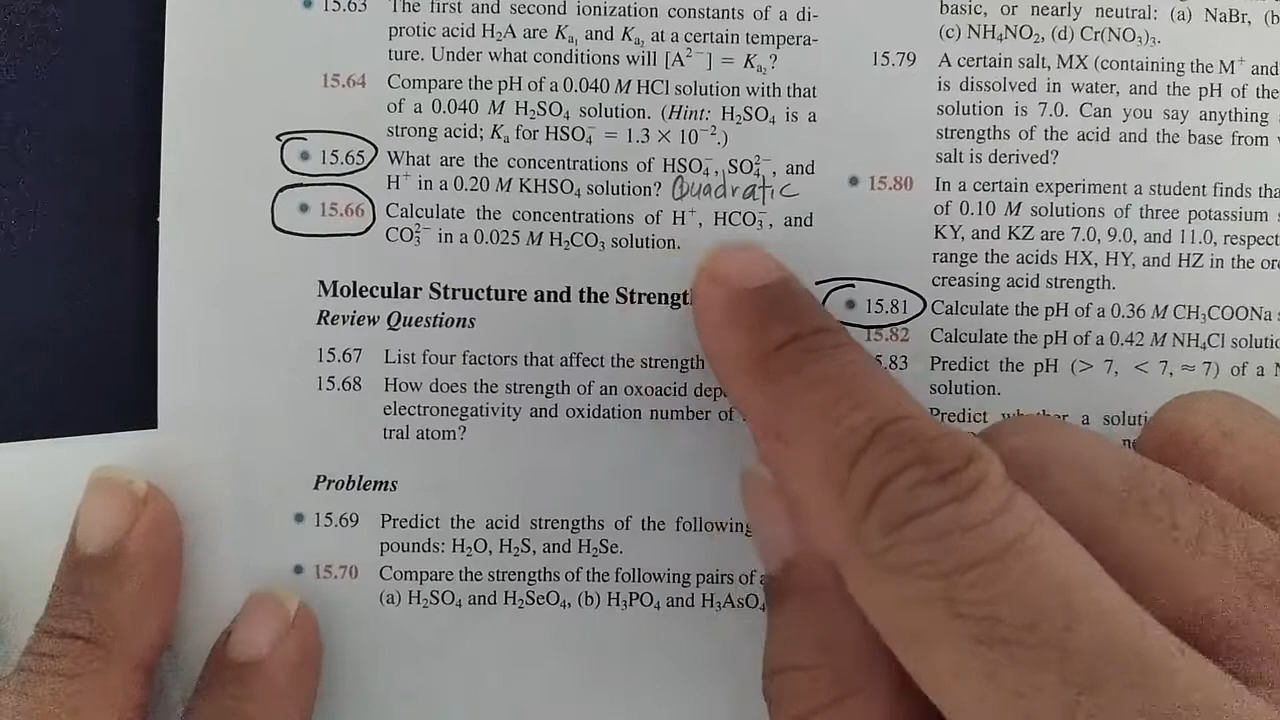 15.63 The first and second ionization constants of a di-
protic acid H₂A are Kₐ₁ and Kₐ₂ at a certain tempera-
ture. Under what conditions will [A²⁻] = Kₐ₂?
15.64 Compare the pH of a 0.040 M HCl solution with that
of a 0.040 M H₂SO₄ solution. (Hint: H₂SO₄ is a
strong acid; Kₐ for HSO₄⁻ = 1.3 × 10⁻².)
15.65 What are the concentrations of HSO₄⁻, SO₄²⁻, and
H⁺ in a 0.20 M KHSO₄ solution? Quadratic
15.66 Calculate the concentrations of H⁺, HCO₃⁻, and
CO₃²⁻ in a 0.025 M H₂CO₃ solution.
Molecular Structure and the
Review Questions
15.67 List four factors that affect the strength
15.68 How does the strength of an oxoacid
electronegativity and oxidation number of
tral atom?
Problems
15.69 Predict the acid strengths of the following
pounds: H₂O, H₂S, and H₂Se.
15.70 Compare the strengths of the following pairs of
(a) H₂SO₄ and H₂SeO₄, (b) H₃PO₄ and H₃AsO₄
basic, or nearly neutral: (a) NaBr,
(c) NH₄NO₂, (d) Cr(NO₃)₃.
15.79 A certain salt, MX (containing the M⁺ and
is dissolved in water, and the pH of the
solution is 7.0. Can you say anything
strengths of the acid and the base from
salt is derived?
15.80 In a certain experiment a student finds
of 0.10 M solutions of three potassium
KY, and KZ are 7.0, 9.0, and 11.0,
range the acids HX, HY, and HZ in the
creasing acid strength.
15.81 Calculate the pH of a 0.36 M CH₃COONa
15.82 Calculate the pH of a 0.42 M NH₄Cl
.83 Predict the pH (> 7, < 7, ≈ 7) of a
solution.
Predict whether a